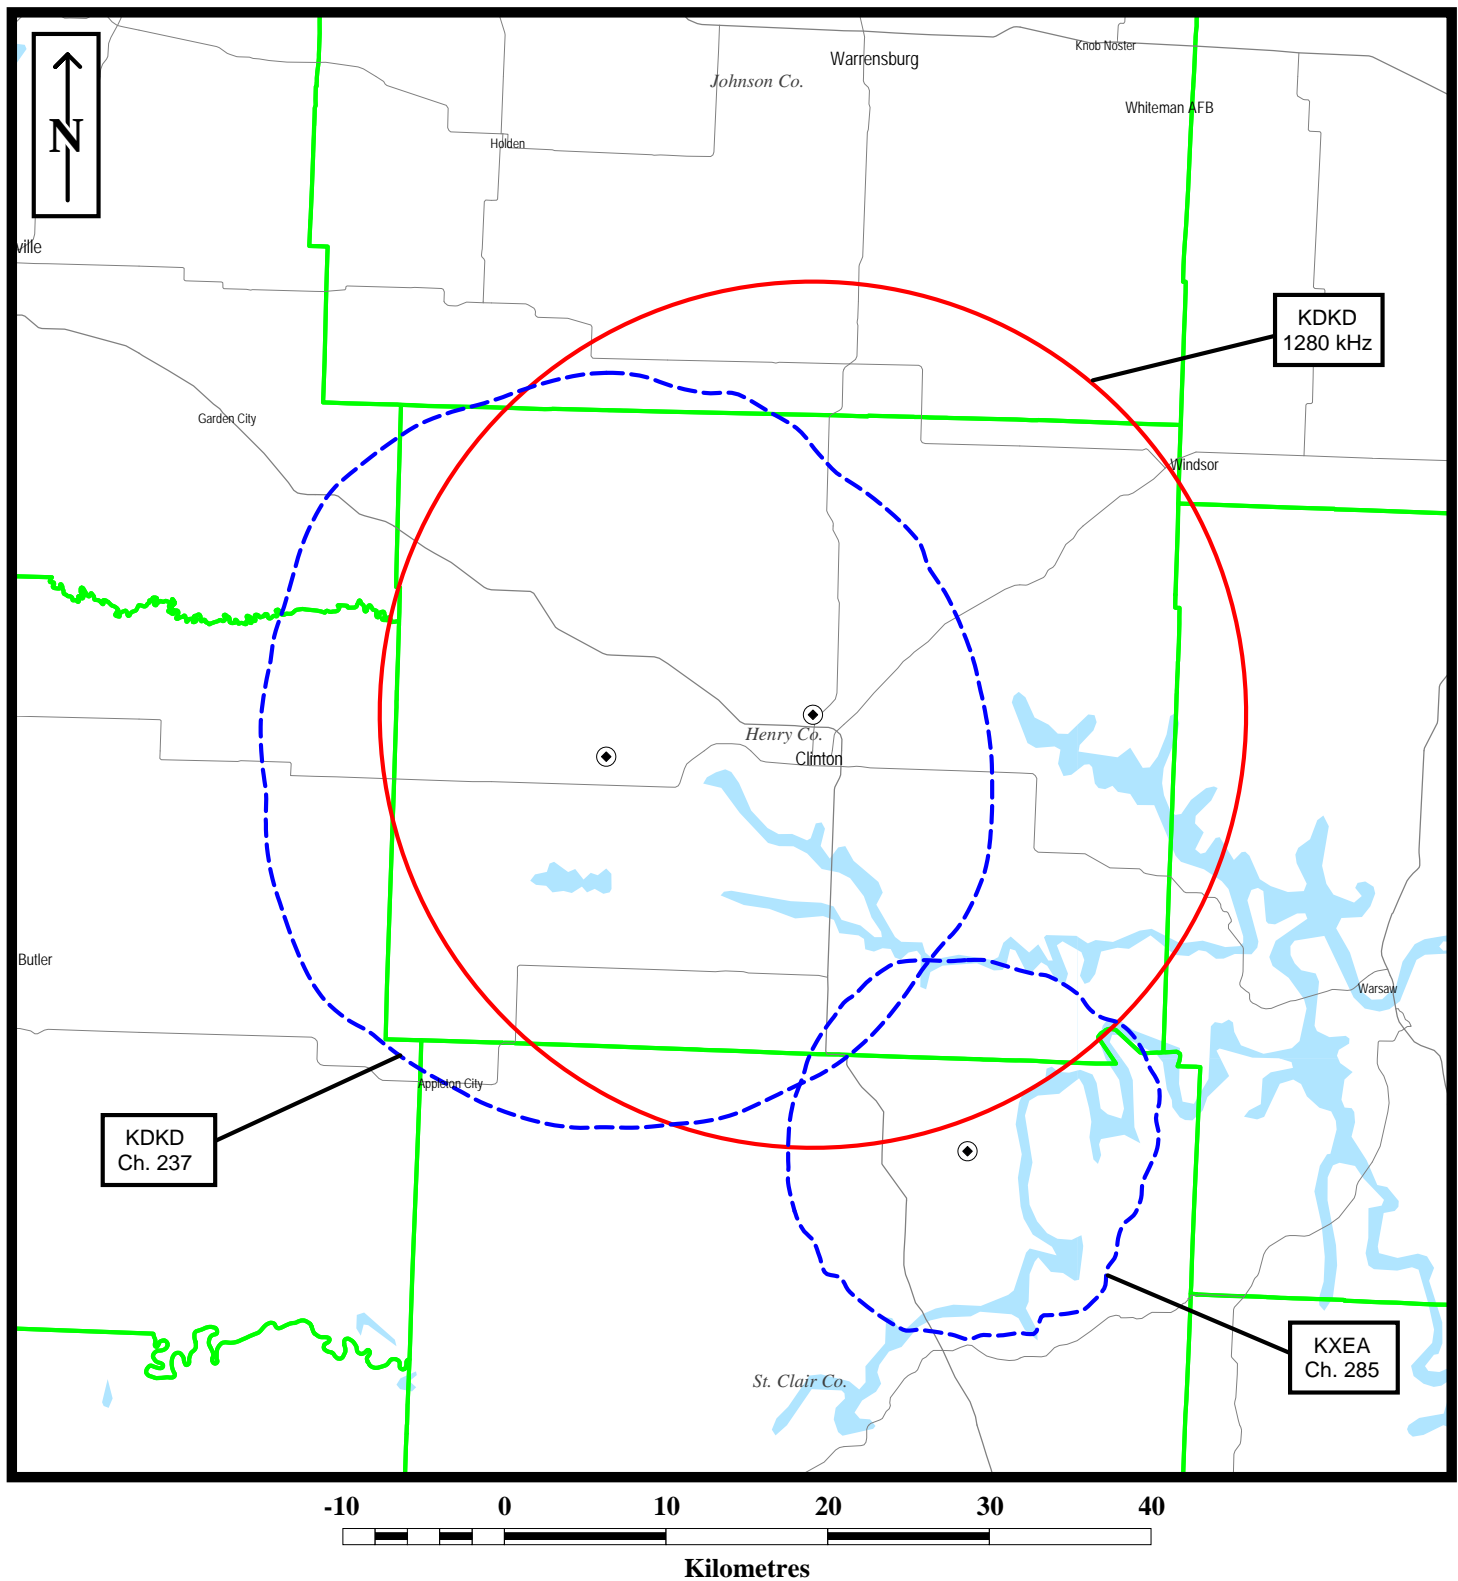 Knob Noster
Warrensburg
Johnson Co.
Whiteman AFB
N
Holden
ville
KDKD
1280 kHz
Garden City
Windsor
Henry Co.
Clinton
Butler
Warsaw
Appleton City
KDKD
Ch. 237
KXEA
Ch. 285
St. Clair Co.
-10 0 10 20 30 40
Kilometres